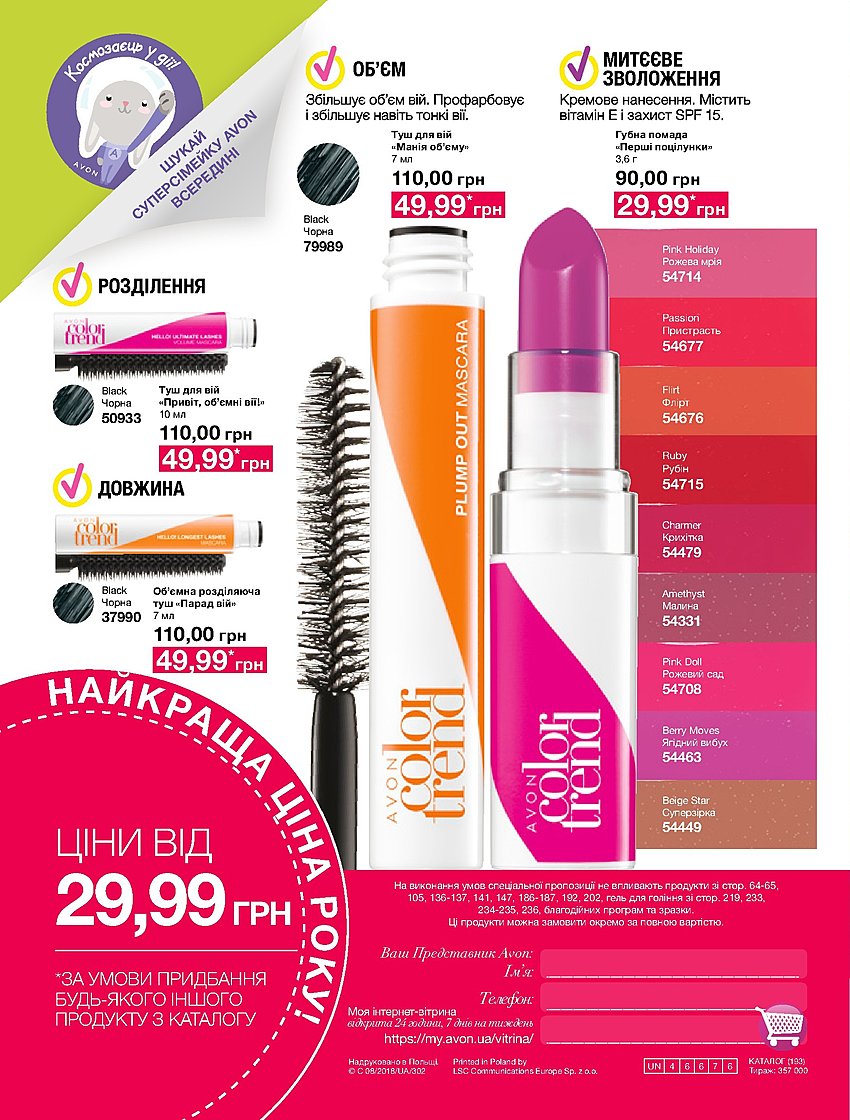 Космозаєць у дії!
AVON
ШУКАЙ
СУПЕРСІМЕЙКУ AVON
ВСЕРЕДИНІ
ОБ’ЄМ
Збільшує об’єм вій. Профарбовує
і збільшує навіть тонкі вії.
Туш для вій
«Манія об’єму»
7 мл
110,00 грн
49,99* грн
Black
Чорна
79989
МИТЄЄВЕ
ЗВОЛОЖЕННЯ
Кремове нанесення. Містить
вітамін Е і захист SPF 15.
Губна помада
«Перші поцілунки»
3,6 г
90,00 грн
29,99* грн
РОЗДІЛЕННЯ
AVON
color
trend
HELLO! ULTIMATE LASHES
VOLUME MASCARA
Black
Чорна
50933
Туш для вій
«Привіт, об’ємні вії!»
10 мл
110,00 грн
49,99* грн
ДОВЖИНА
AVON
color
trend
HELLO! LONGEST LASHES
MASCARA
Black
Чорна
37990
Об’ємна розділяюча
туш «Парад вій»
7 мл
110,00 грн
49,99* грн
PLUMP OUT MASCARA
AVON
color
trend
AVON
color
trend
Pink Holiday
Рожева мрія
54714
Passion
Пристрасть
54677
Flirt
Флірт
54676
Ruby
Рубін
54715
Charmer
Крихітка
54479
Amethyst
Малина
54331
Pink Doll
Рожевий сад
54708
Berry Moves
Ягідний вибух
54463
Beige Star
Суперзірка
54449
НАЙКРАЩА ЦІНА РОКУ!
ЦІНИ ВІД
29,99 ГРН
*ЗА УМОВИ ПРИДБАННЯ
БУДЬ-ЯКОГО ІНШОГО
ПРОДУКТУ З КАТАЛОГУ
На виконання умов спеціальної пропозиції не впливають продукти зі стор. 64-65,
105, 136-137, 141, 147, 186-187, 192, 202, гель для гоління зі стор. 219, 233,
234-235, 236, благодійних програм та зразки.
Ці продукти можна замовити окремо за повною вартістю.
Ваш Представник Avon:
Ім’я:
Телефон:
Моя інтернет-вітрина
відкрита 24 години, 7 днів на тиждень
https://my.avon.ua/vitrina/
Надруковано в Польщі.
© C 08/2018/UA/302
Printed in Poland by
LSC Communications Europe Sp. z o.o.
UN 4 6 6 7 6
КАТАЛОГ (193)
Тираж: 357 000